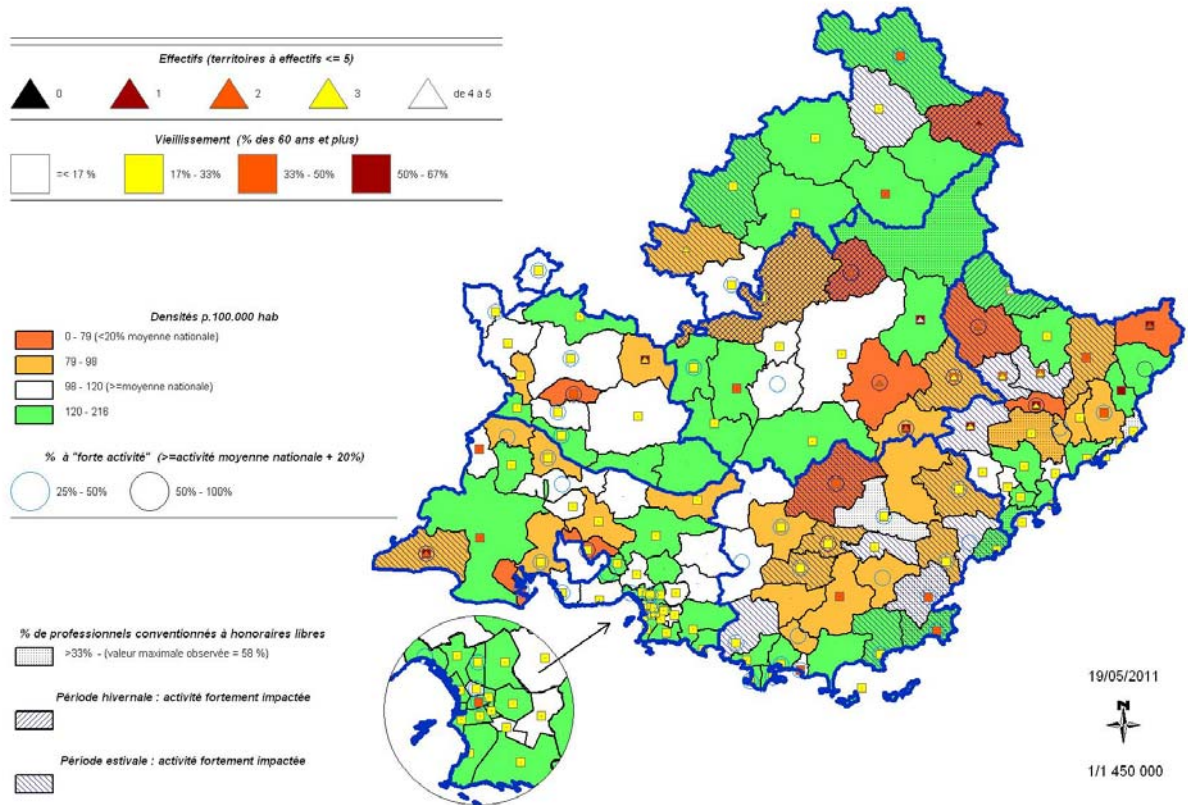 Effectifs (territoires à effectifs <= 5)
0
1
2
3
de 4 à 5
Vieillissement (% des 60 ans et plus)
=< 17 %
17% - 33%
33% - 50%
50% - 67%
Densités p.100.000 hab
0 - 79 (<20% moyenne nationale)
79 - 98
98 - 120 (>=moyenne nationale)
120 - 216
% à "forte activité" (>=activité moyenne nationale + 20%)
25% - 50%
50% - 100%
% de professionnels conventionnés à honoraires libres
>33% - (valeur maximale observée = 58 %)
Période hivernale : activité fortement impactée
Période estivale : activité fortement impactée
19/05/2011
N
1/1 450 000